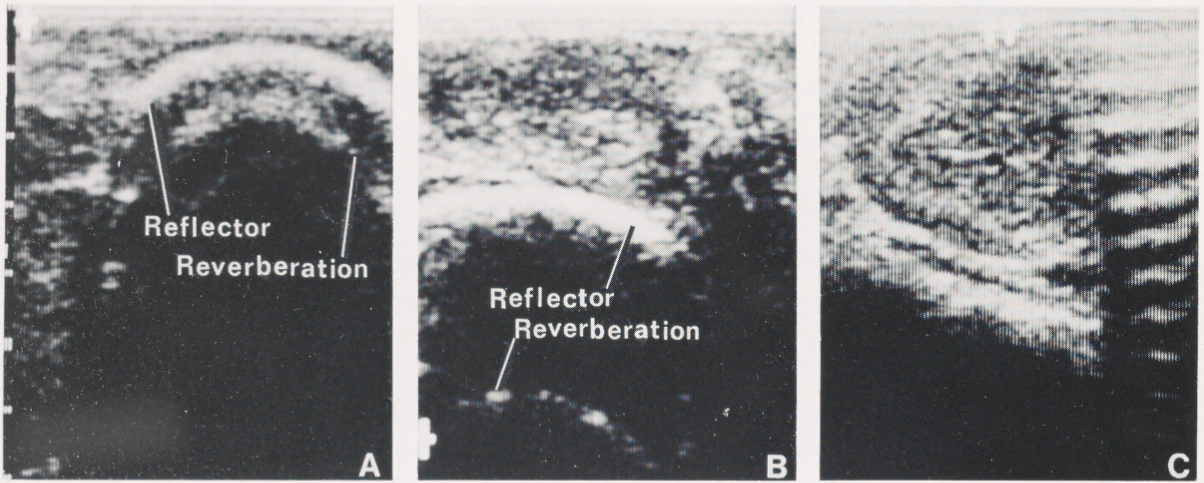 Reflector
Reverberation
A
Reflector
Reverberation
B
C